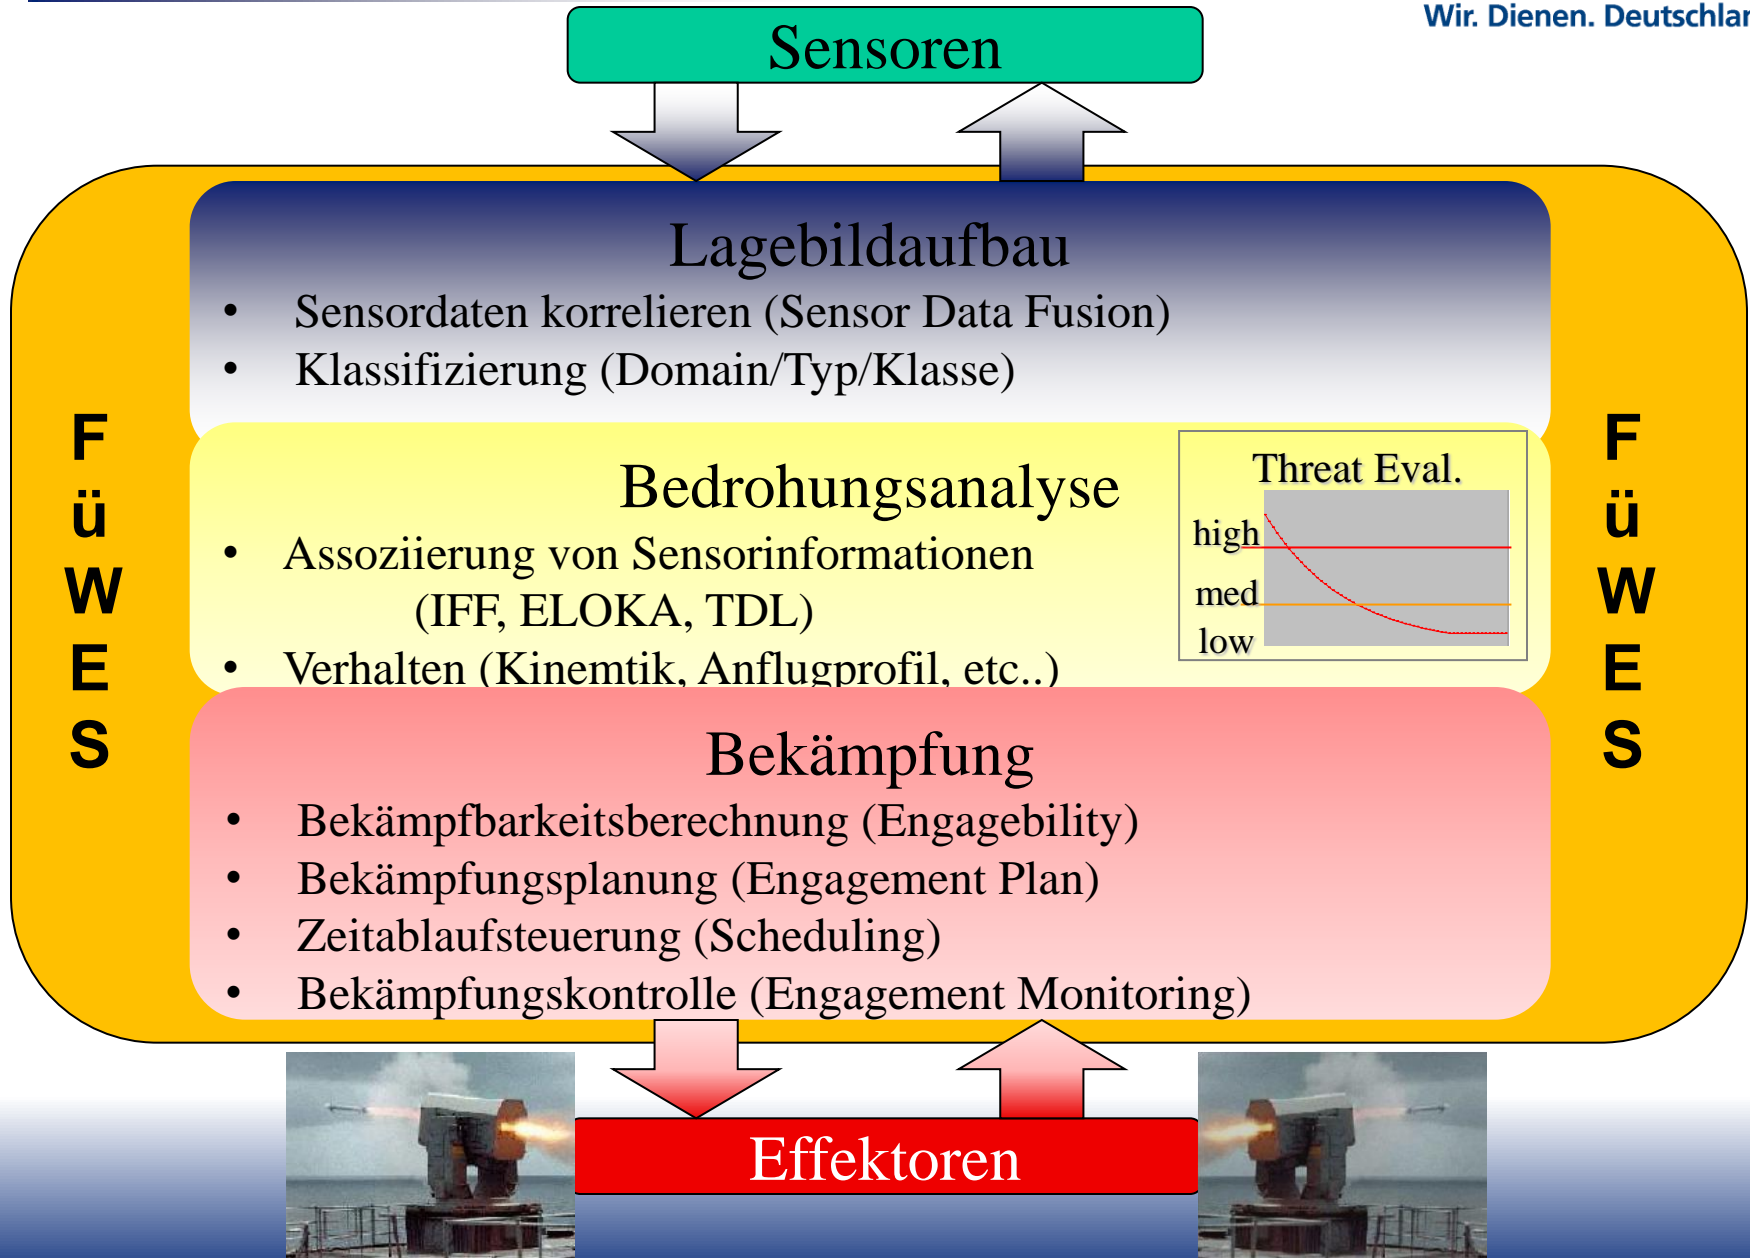 Wir. Dienen. Deutschlan
Sensoren
Lagebildaufbau
• Sensordaten korrelieren (Sensor Data Fusion)
• Klassifizierung (Domain/Typ/Klasse)
F
ü
W
E
S
Bedrohungsanalyse
• Assoziierung von Sensorinformationen
(IFF, ELOKA, TDL)
• Verhalten (Kinemtik, Anflugprofil, etc..)
Threat Eval.
high
med
low
F
ü
W
E
S
Bekämpfung
• Bekämpfbarkeitsberechnung (Engagebility)
• Bekämpfungsplanung (Engagement Plan)
• Zeitablaufsteuerung (Scheduling)
• Bekämpfungskontrolle (Engagement Monitoring)
Effektoren